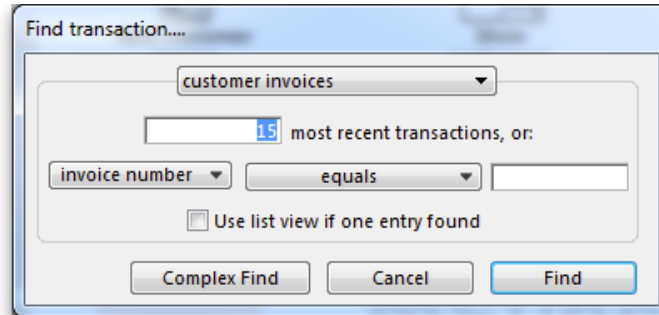 Find transaction....
customer invoices
15 most recent transactions, or:
invoice number equals
Use list view if one entry found
Complex Find Cancel Find